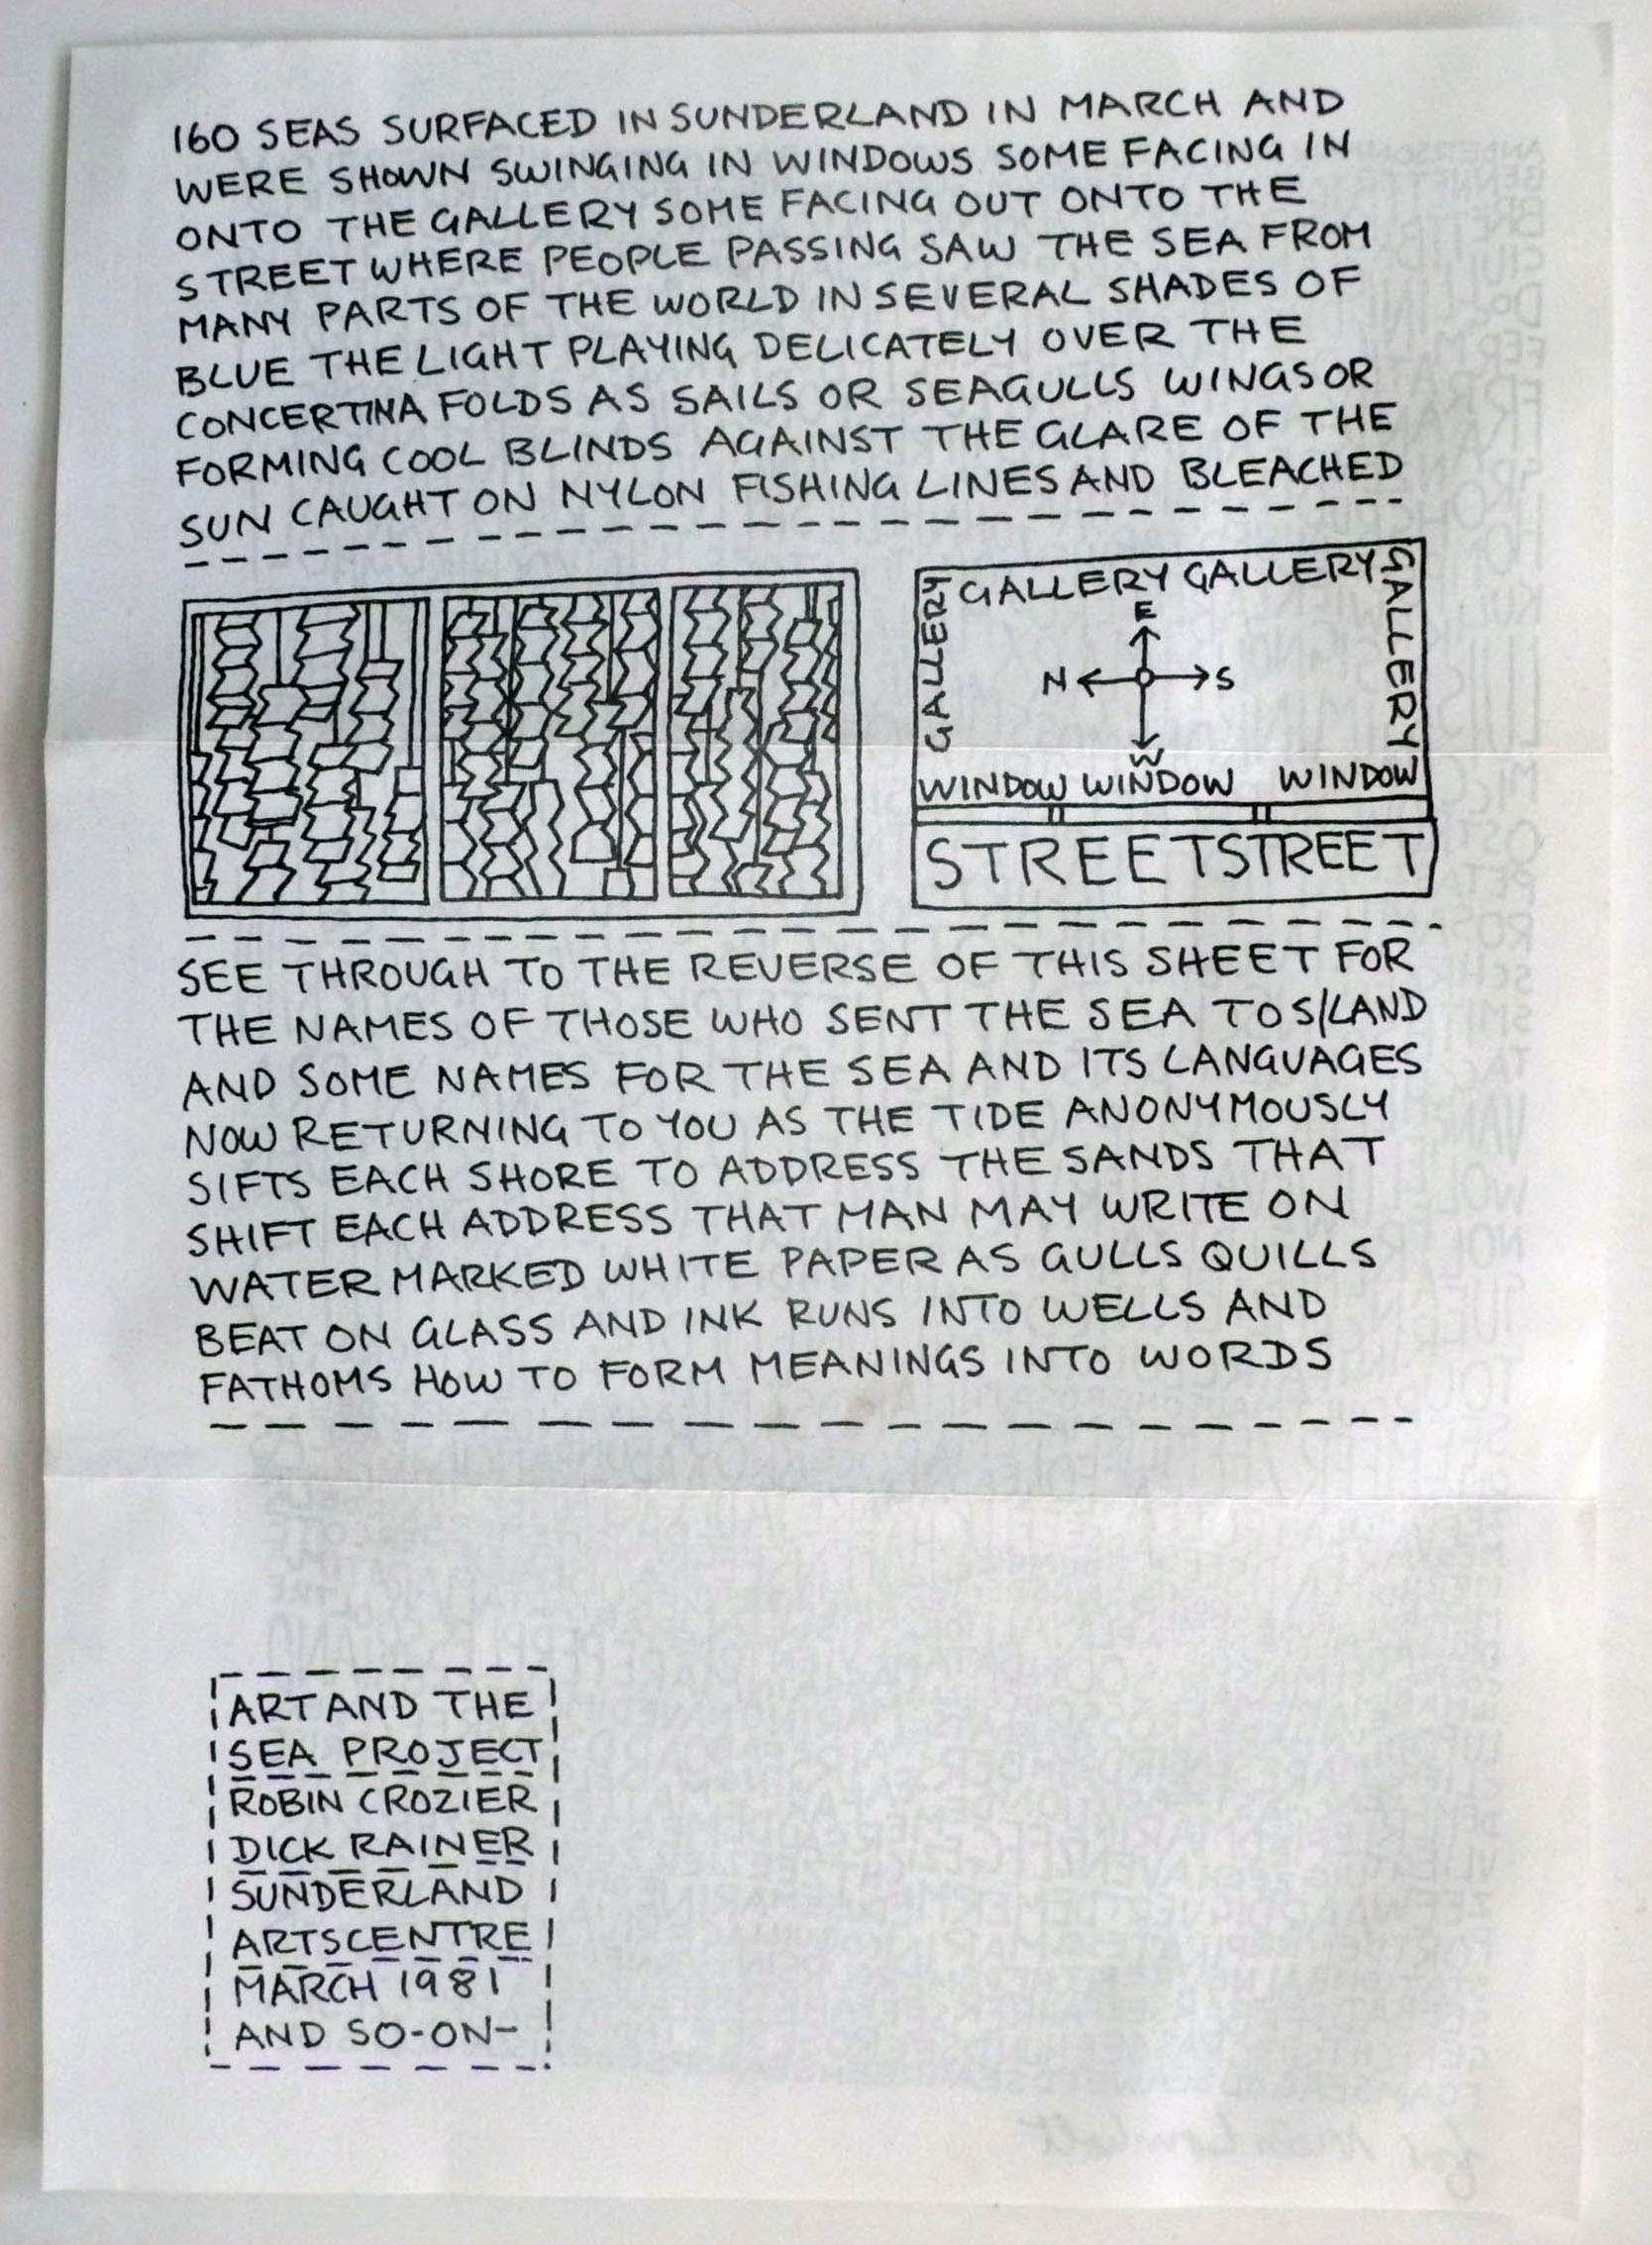 160 SEAS SURFACED IN SUNDERLAND IN MARCH AND
WERE SHOWN SWINGING IN WINDOWS SOME FACING IN
ONTO THE GALLERY SOME FACING OUT ONTO THE
STREET WHERE PEOPLE PASSING SAW THE SEA FROM
MANY PARTS OF THE WORLD IN SEVERAL SHADES OF
BLUE THE LIGHT PLAYING DELICATELY OVER THE
CONCERTINA FOLDS AS SAILS OR SEAGULLS WINGS OR
FORMING COOL BLINDS AGAINST THE GLARE OF THE
SUN CAUGHT ON NYLON FISHING LINES AND BLEACHED
GALLERY GALLERY
GALLERY
GALLERY
E
N S
W
WINDOW WINDOW WINDOW
STREETSTREET
SEE THROUGH TO THE REVERSE OF THIS SHEET FOR
THE NAMES OF THOSE WHO SENT THE SEA TO S/LAND
AND SOME NAMES FOR THE SEA AND ITS LANGUAGES
NOW RETURNING TO YOU AS THE TIDE ANONYMOUSLY
SIFTS EACH SHORE TO ADDRESS THE SANDS THAT
SHIFT EACH ADDRESS THAT MAN MAY WRITE ON
WATER MARKED WHITE PAPER AS GULLS QUILLS
BEAT ON GLASS AND INK RUNS INTO WELLS AND
FATHOMS HOW TO FORM MEANINGS INTO WORDS
ART AND THE
SEA PROJECT
ROBIN CROZIER
DICK RAINER
SUNDERLAND
ARTSCENTRE
MARCH 1981
AND SO-ON-